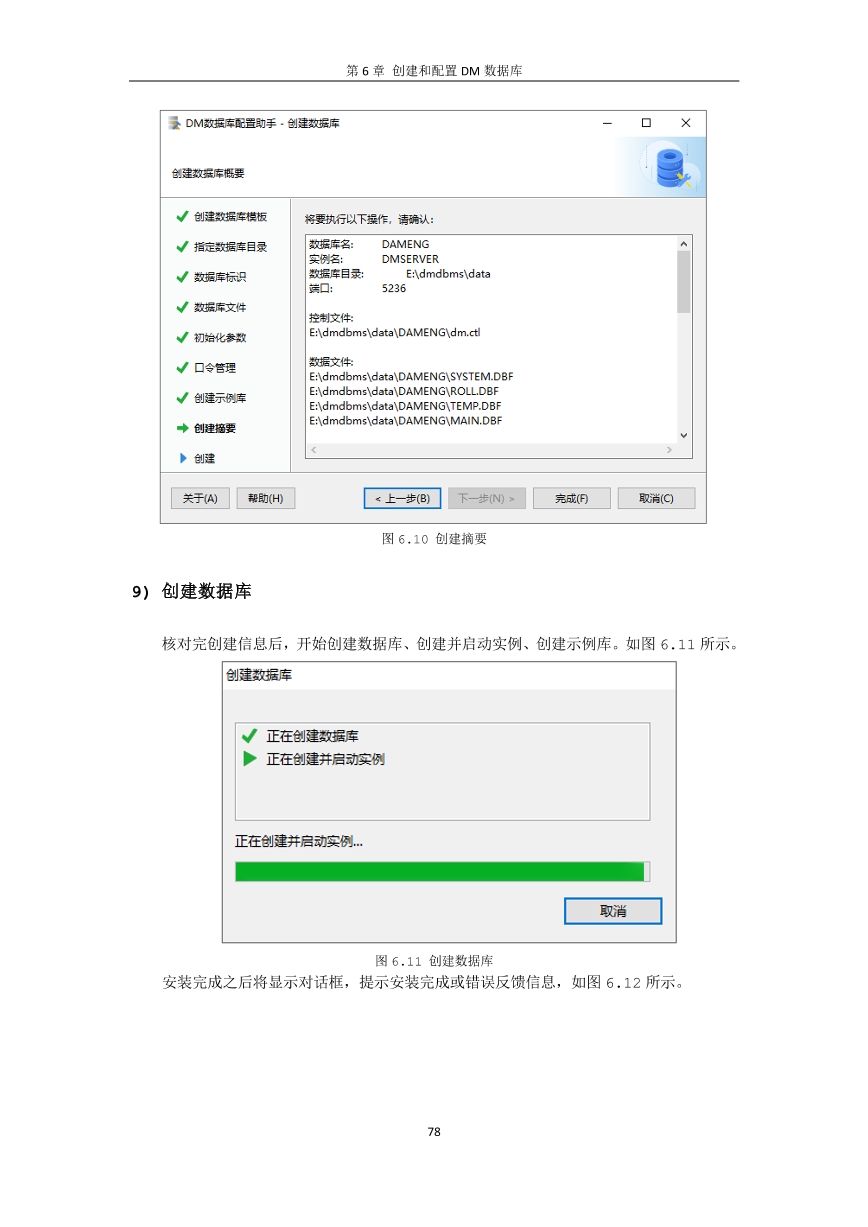 第 6 章 创建和配置 DM 数据库
DM数据库配置助手 - 创建数据库
创建数据库概要
创建数据库模板
指定数据库目录
数据库标识
数据库文件
初始化参数
口令管理
创建示例库
创建摘要
创建
将要执行以下操作，请确认：
数据库名: DAMENG
实例名: DMSERVER
数据库目录: E:\dmdbms\data
端口: 5236
控制文件:
E:\dmdbms\data\DAMENG\dm.ctl
数据文件:
E:\dmdbms\data\DAMENG\SYSTEM.DBF
E:\dmdbms\data\DAMENG\ROLL.DBF
E:\dmdbms\data\DAMENG\TEMP.DBF
E:\dmdbms\data\DAMENG\MAIN.DBF
关于(A) 帮助(H) < 上一步(B) 下一步(N) > 完成(F) 取消(C)
图 6.10 创建摘要
9) 创建数据库
核对完创建信息后，开始创建数据库、创建并启动实例、创建示例库。如图 6.11 所示。
创建数据库
正在创建数据库
正在创建并启动实例
正在创建并启动实例...
取消
图 6.11 创建数据库
安装完成之后将显示对话框，提示安装完成或错误反馈信息，如图 6.12 所示。
78